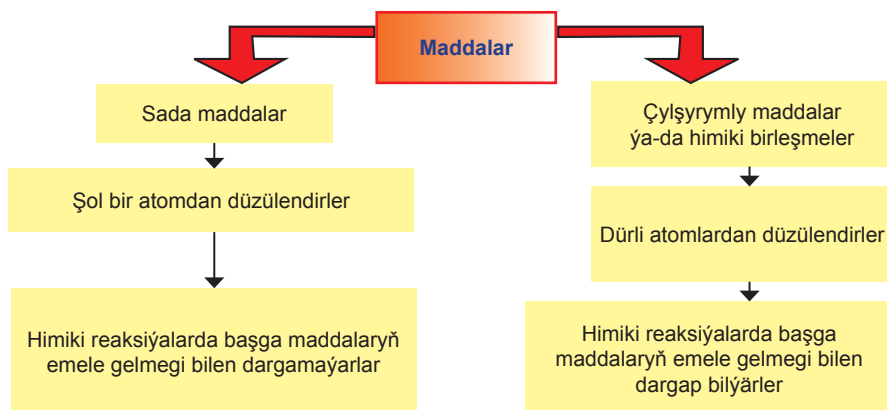 Maddalar
Sada maddalar
Şol bir atomdan düzülendirler
Himiki reaksiýalarda başga maddalaryň
emele gelmegi bilen dargamaýarlar
Çylşyrymly maddalar
ýa-da himiki birleşmeler
Dürli atomlardan düzülendirler
Himiki reaksiýalarda başga
maddalaryň emele gelmegi bilen
dargap bilýärler